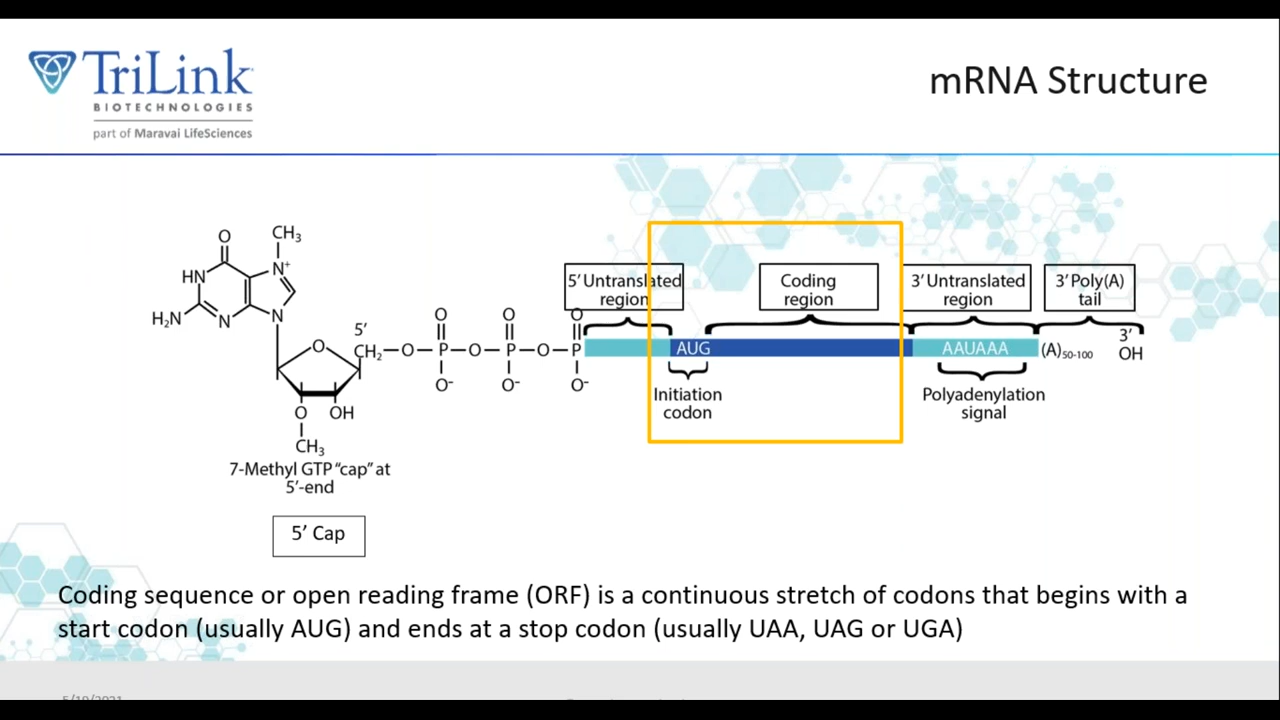 TriLink
BIOTECHNOLOGIES
part of Maravai LifeSciences
mRNA Structure
O
CH₃
HN
N⁺
H₂N
N
N
O
5′
CH₂—O—P—O—P—O—P
O
O
O
O⁻
O⁻
O⁻
O
OH
CH₃
7-Methyl GTP “cap” at
5′-end
5′ Cap
5′ Untranslated
region
Coding
region
3′ Untranslated
region
3′ Poly(A)
tail
AUG
AAUAAA
(A)₅₀₋₁₀₀
3′
OH
Initiation
codon
Polyadenylation
signal
Coding sequence or open reading frame (ORF) is a continuous stretch of codons that begins with a
start codon (usually AUG) and ends at a stop codon (usually UAA, UAG or UGA)